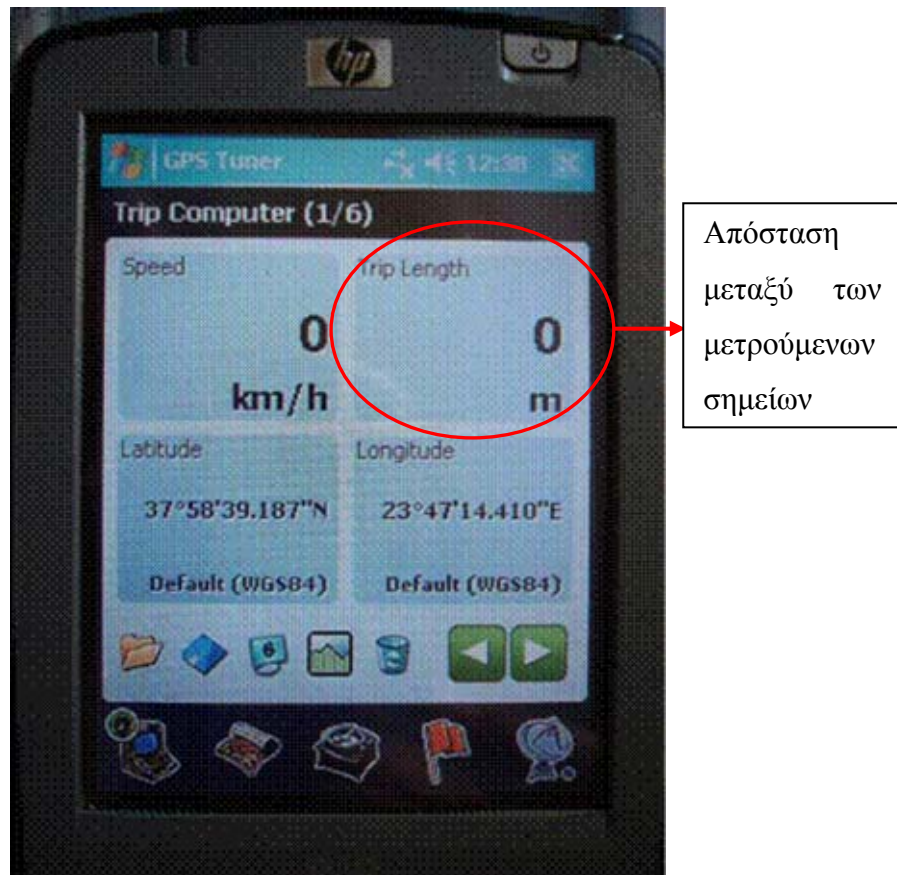 hp
GPS Tuner 12:38
Trip Computer (1/6)
Speed Trip Length
0 0
km/h m
Latitude Longitude
37°58'39.187"N 23°47'14.410"E
Default (WGS84) Default (WGS84)
6
Απόσταση
μεταξύ των
μετρούμενων
σημείων